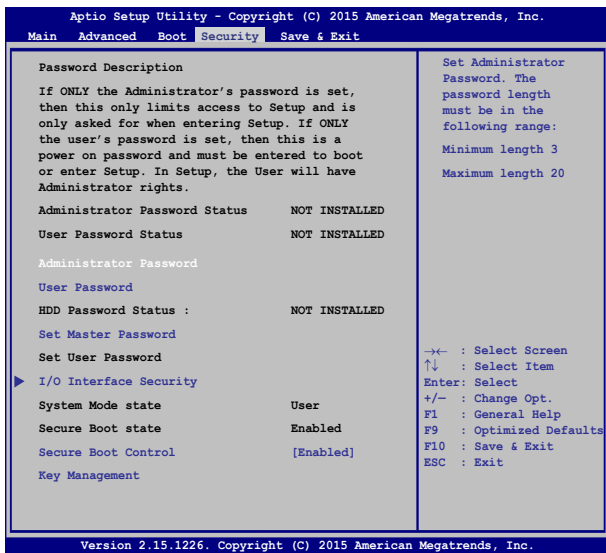 Aptio Setup Utility - Copyright (C) 2015 American Megatrends, Inc.
Main Advanced Boot Security Save & Exit
Password Description
If ONLY the Administrator's password is set,
then this only limits access to Setup and is
only asked for when entering Setup. If ONLY
the user's password is set, then this is a
power on password and must be entered to boot
or enter Setup. In Setup, the User will have
Administrator rights.
Administrator Password Status NOT INSTALLED
User Password Status NOT INSTALLED
Administrator Password
User Password
HDD Password Status : NOT INSTALLED
Set Master Password
Set User Password
I/O Interface Security
System Mode state User
Secure Boot state Enabled
Secure Boot Control [Enabled]
Key Management
Set Administrator
Password. The
password length
must be in the
following range:
Minimum length 3
Maximum length 20
→← : Select Screen
↑↓ : Select Item
Enter: Select
+/— : Change Opt.
F1 : General Help
F9 : Optimized Defaults
F10 : Save & Exit
ESC : Exit
Version 2.15.1226. Copyright (C) 2015 American Megatrends, Inc.